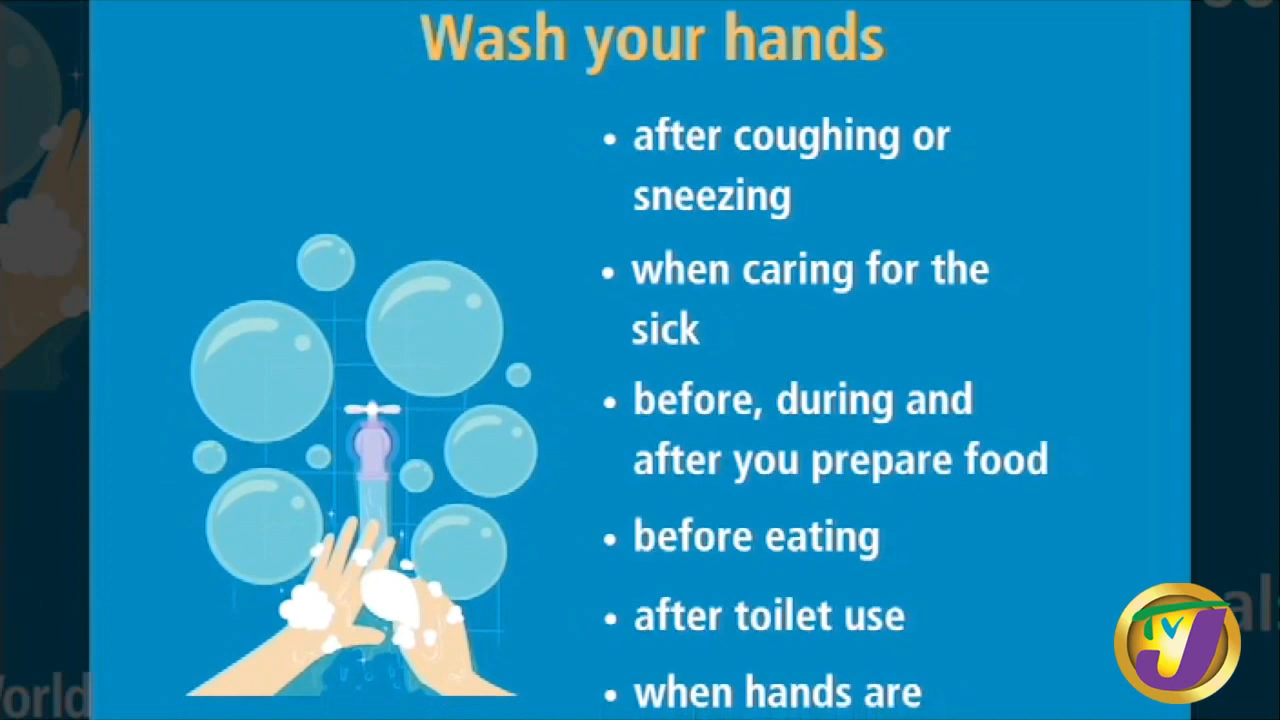 Wash your hands
• after coughing or
sneezing
• when caring for the
sick
• before, during and
after you prepare food
• before eating
• after toilet use
• when hands are
TVJ